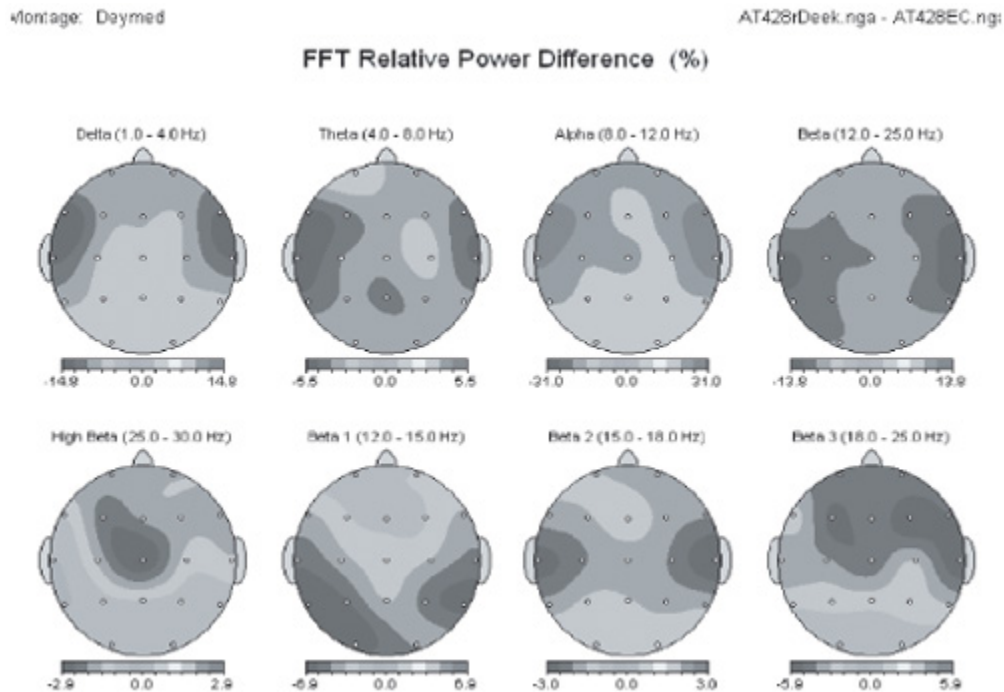 Montage: Deymed
AT428rDeek.nga - AT428EC.nga
FFT Relative Power Difference (%)
Delta (1.0 - 4.0 Hz)
Theta (4.0 - 8.0 Hz)
Alpha (8.0 - 12.0 Hz)
Beta (12.0 - 25.0 Hz)
-14.8 0.0 14.8
-5.5 0.0 5.5
-31.0 0.0 31.0
-13.8 0.0 13.8
High Beta (25.0 - 30.0 Hz)
Beta 1 (12.0 - 15.0 Hz)
Beta 2 (15.0 - 18.0 Hz)
Beta 3 (18.0 - 25.0 Hz)
-2.9 0.0 2.9
-6.9 0.0 6.9
-3.0 0.0 3.0
-5.9 0.0 5.9